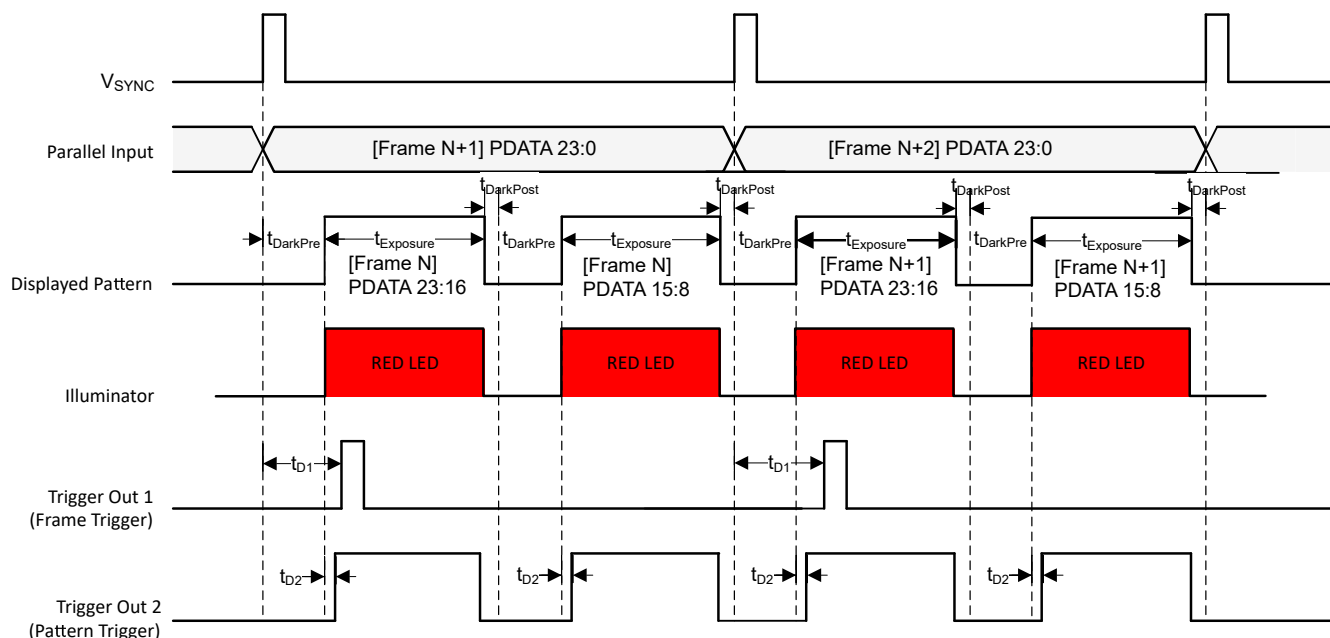 VSYNC
Parallel Input
[Frame N+1] PDATA 23:0
[Frame N+2] PDATA 23:0
tDarkPost
tDarkPost
tDarkPost
tDarkPost
tDarkPre
tExposure
tDarkPre
tExposure
tDarkPre
tExposure
tDarkPre
tExposure
Displayed Pattern
[Frame N]
PDATA 23:16
[Frame N]
PDATA 15:8
[Frame N+1]
PDATA 23:16
[Frame N+1]
PDATA 15:8
RED LED
RED LED
RED LED
RED LED
Illuminator
tD1
tD1
Trigger Out 1
(Frame Trigger)
tD2
tD2
tD2
tD2
Trigger Out 2
(Pattern Trigger)